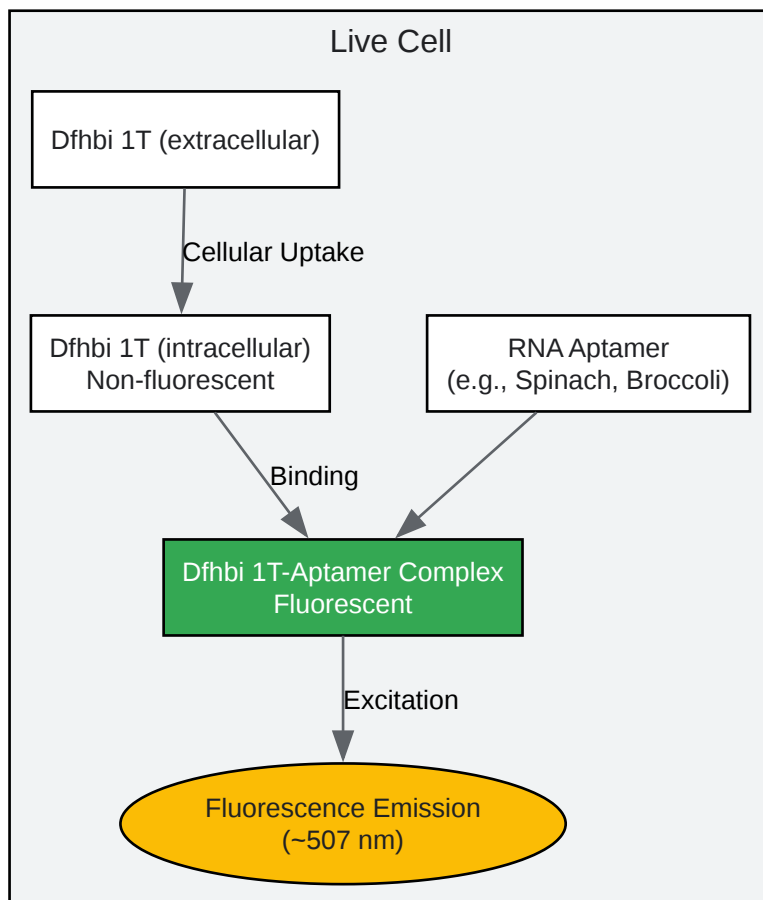 Live Cell
Dfhbi 1T (extracellular)
Cellular Uptake
Dfhbi 1T (intracellular)
Non-fluorescent
RNA Aptamer
(e.g., Spinach, Broccoli)
Binding
Dfhbi 1T-Aptamer Complex
Fluorescent
Excitation
Fluorescence Emission
(~507 nm)